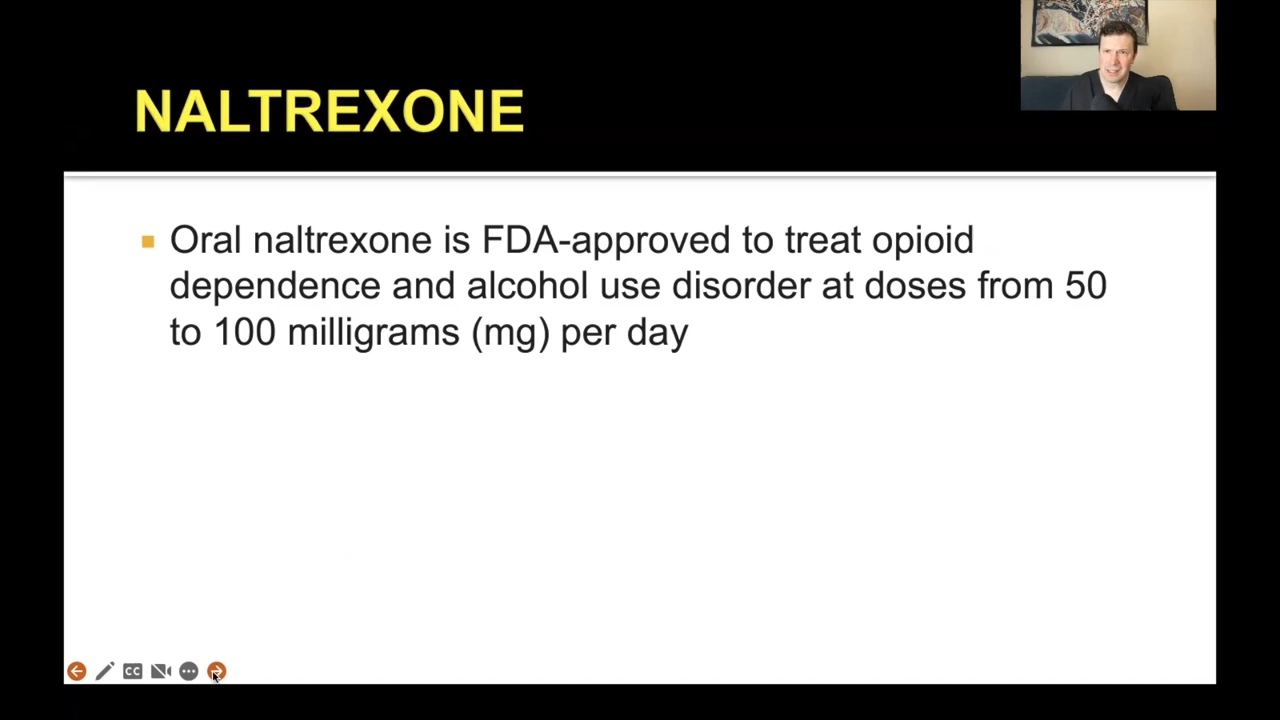 NALTREXONE
Oral naltrexone is FDA-approved to treat opioid
dependence and alcohol use disorder at doses from 50
to 100 milligrams (mg) per day
CC